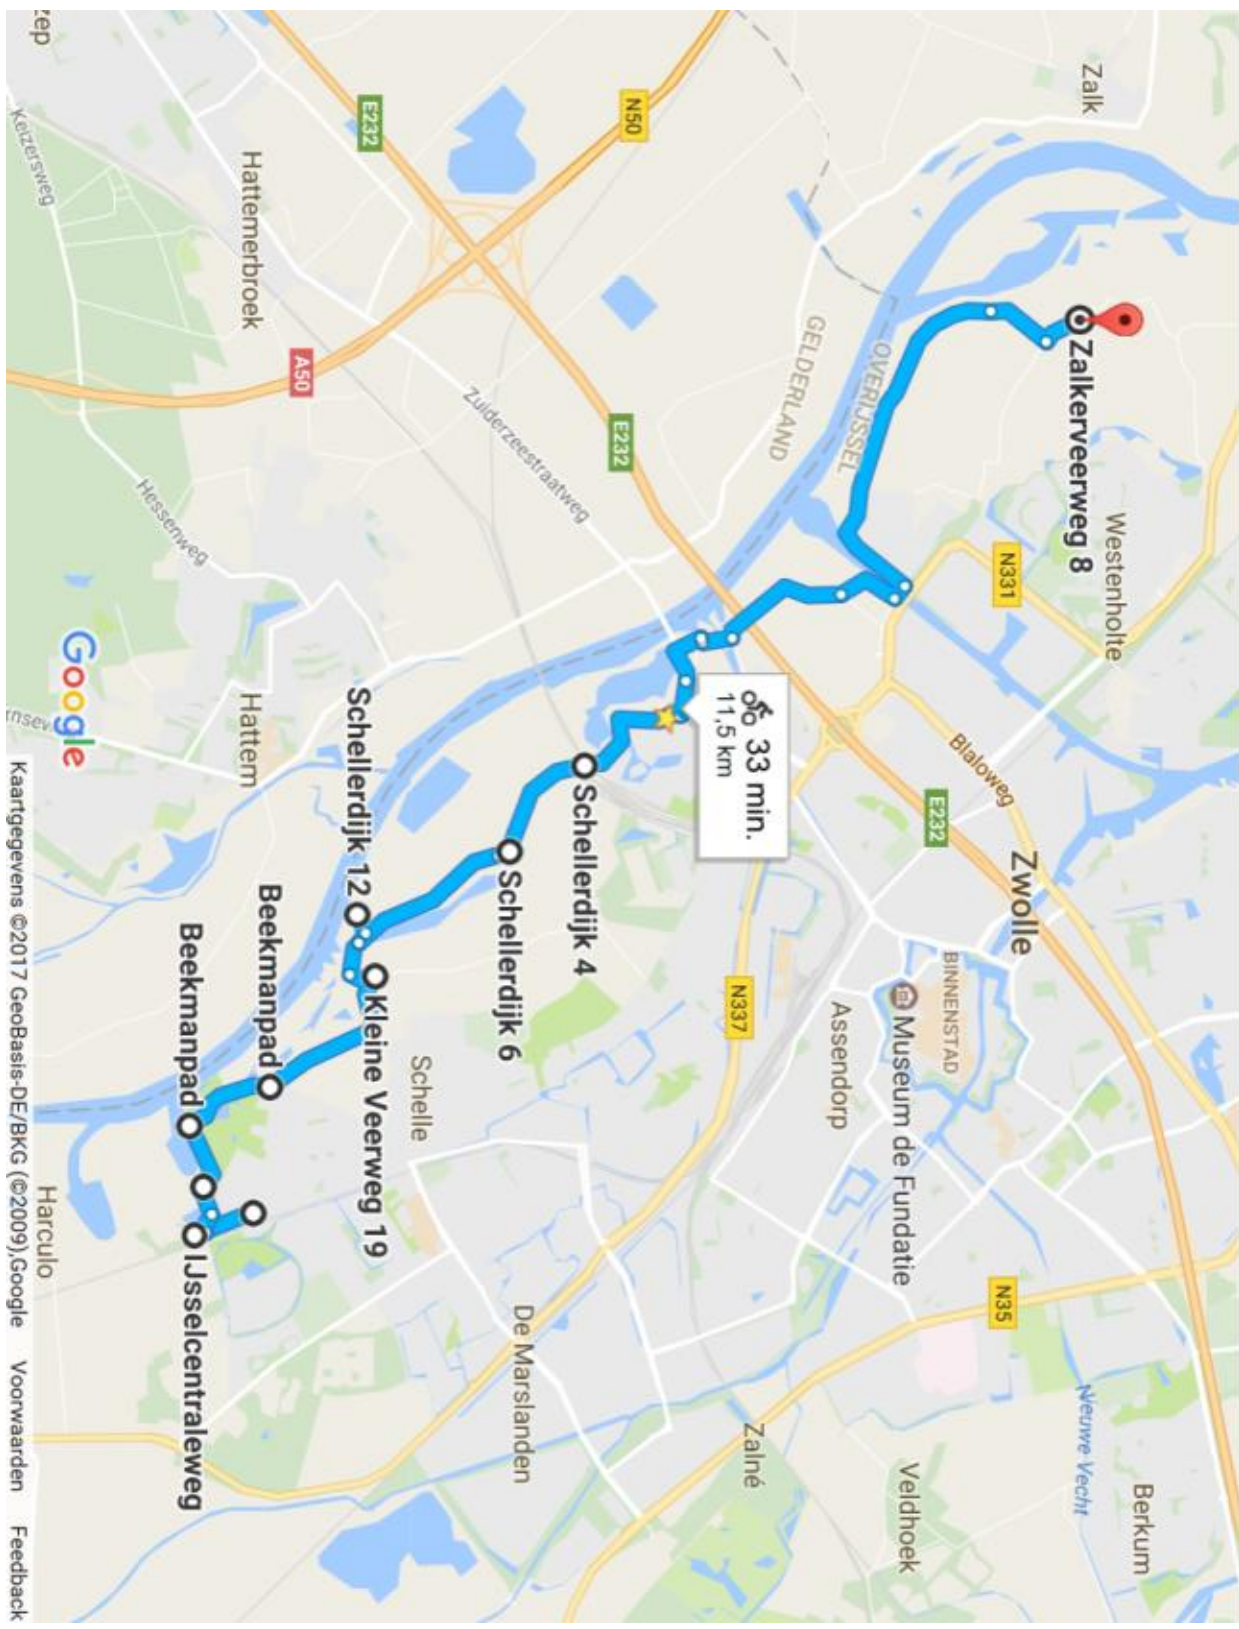 Zalk
zep
N50
E232
Keizersweg
Hattemerbroek
A50
Zuiderzeestraatweg
GELDERLAND
OVERIJSSEL
E232
Zalkerveerweg 8
Westenholte
N331
Hessenweg
Hattem
Google
Blaloweg
E232
Zwolle
33 min.
11,5 km
Schellerdijk 4
Schellerdijk 6
Schellerdijk 12
Kleine Veerweg 19
Beekmanpad
Beekmanpad
IJsselcentraleweg
N337
BINNENSTAD
Assendorp
Museum de Fundatie
Schelle
Harculo
De Marslanden
N35
Zalné
Nieuwe Vecht
Veldhoek
Berkum
Kaartgegevens ©2017 GeoBasis-DE/BKG (©2009),Google Voorwaarden Feedback